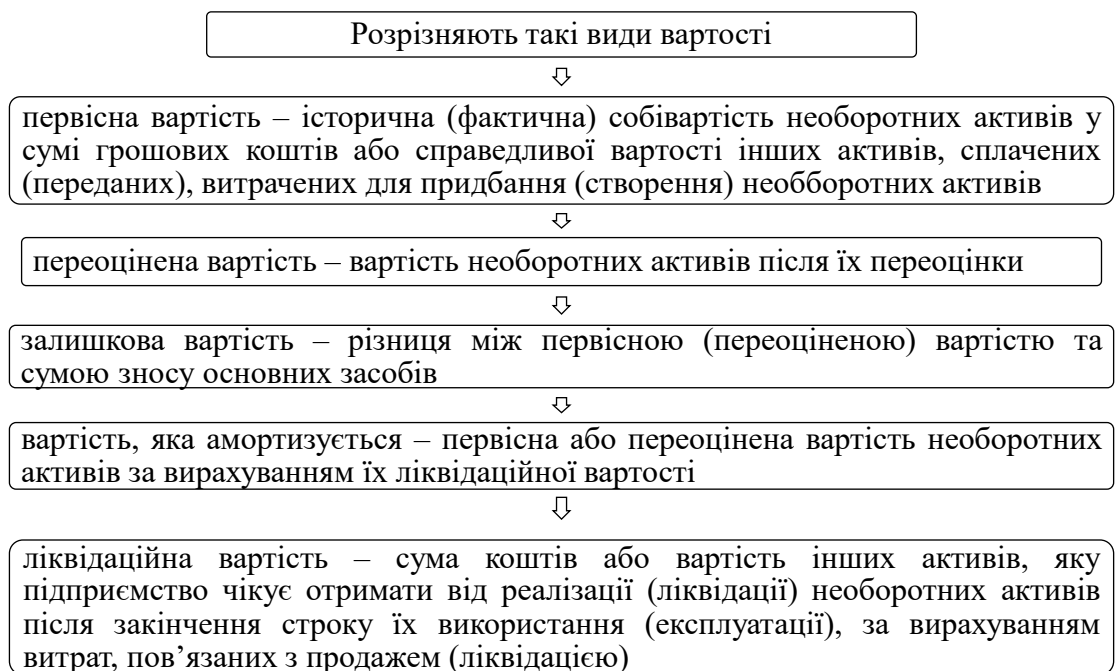 Розрізняють такі види вартості
первісна вартість – історична (фактична) собівартість необоротних активів у
сумі грошових коштів або справедливої вартості інших активів, сплачених
(переданих), витрачених для придбання (створення) необборотних активів
переоцінена вартість – вартість необоротних активів після їх переоцінки
залишкова вартість – різниця між первісною (переоціненою) вартістю та
сумою зносу основних засобів
вартість, яка амортизується – первісна або переоцінена вартість необоротних
активів за вирахуванням їх ліквідаційної вартості
ліквідаційна вартість – сума коштів або вартість інших активів, яку
підприємство чікує отримати від реалізації (ліквідації) необоротних активів
після закінчення строку їх використання (експлуатації), за вирахуванням
витрат, пов’язаних з продажем (ліквідацією)